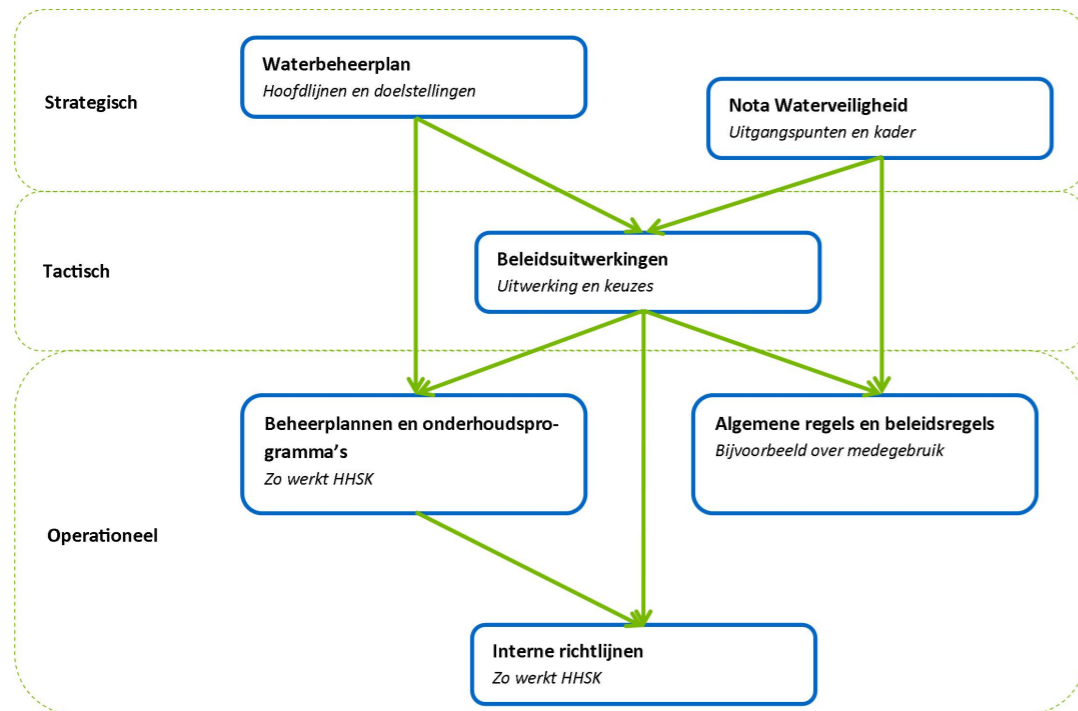 Strategisch
Waterbeheerplan
Hoofdlijnen en doelstellingen
Nota Waterveiligheid
Uitgangspunten en kader
Tactisch
Beleidsuitwerkingen
Uitwerking en keuzes
Operationeel
Beheerplannen en onderhoudspro-
gramma’s
Zo werkt HHSK
Algemene regels en beleidsregels
Bijvoorbeeld over medegebruik
Interne richtlijnen
Zo werkt HHSK